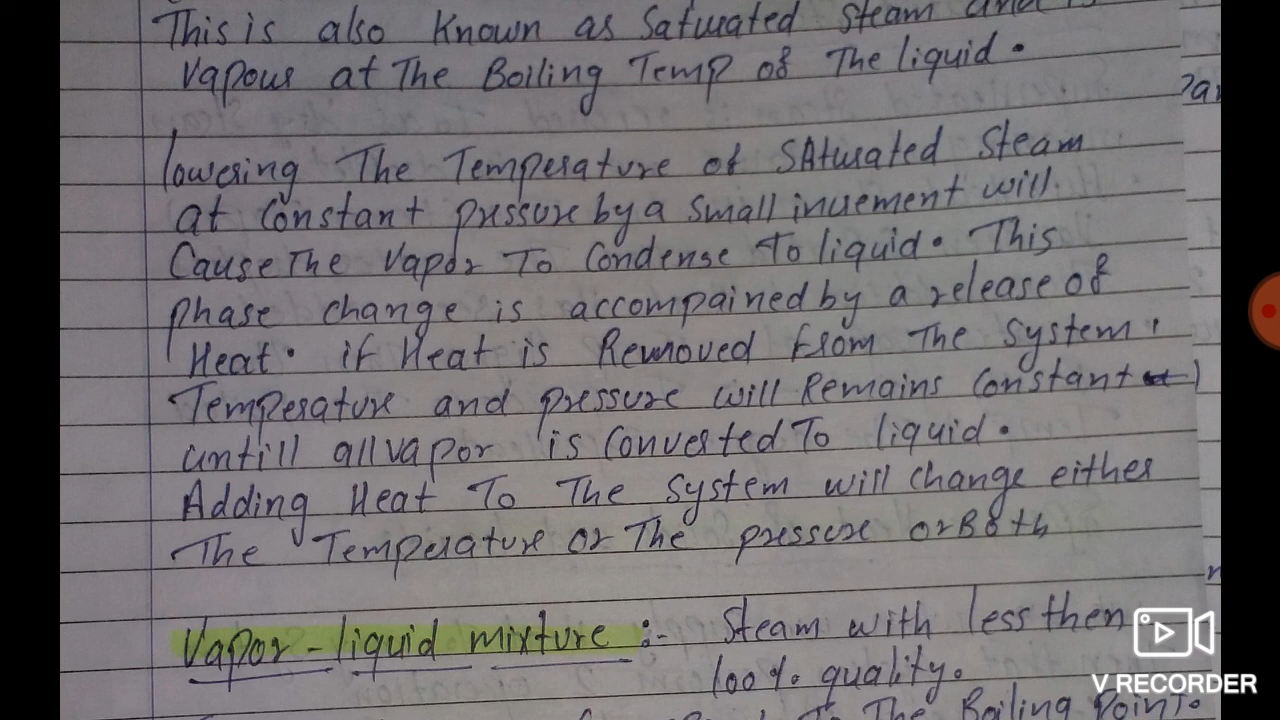 This is also Known as Saturated steam and is
vapour at The Boiling Temp of The liquid.
lowering The Temperature of SAturated Steam
at Constant pressure by a small increment will
Cause The Vapor To Condense To liquid. This
phase change is accompained by a release of
Heat. if Heat is Removed from The System,
Temperature and pressure will Remains Constant
untill all vapor is Converted To liquid.
Adding Heat To The System will change either
The Temperature or The pressure or Both
Vapor-liquid mixture :- Steam with less then
100% quality.
The Boiling Point.
V RECORDER